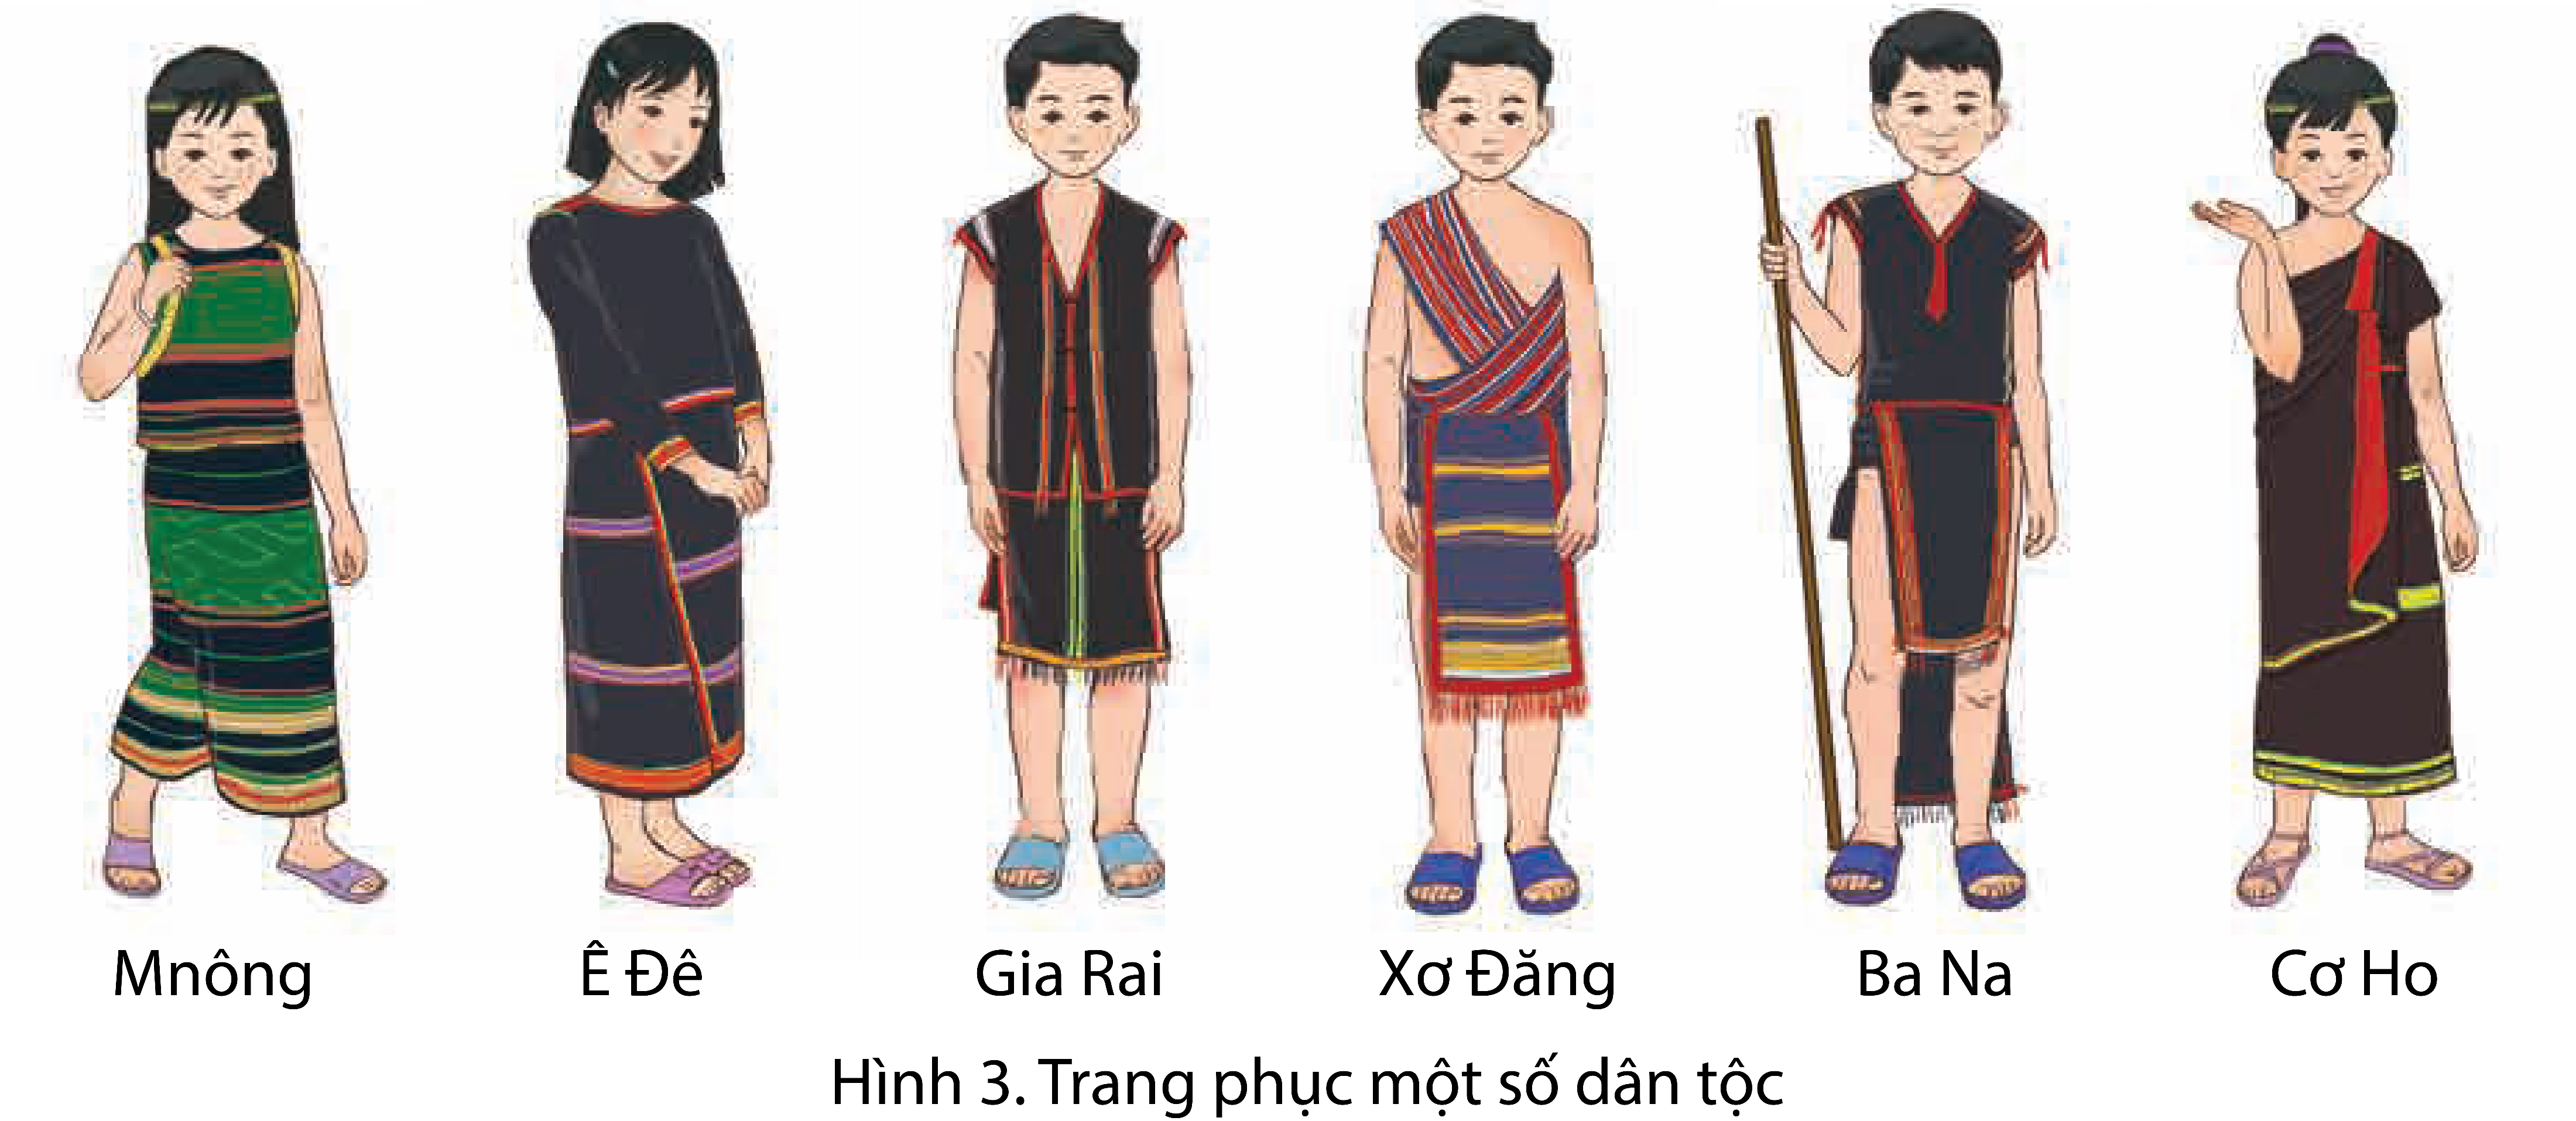 Mnông Ê Đê Gia Rai Xơ Đăng Ba Na Cơ Ho
Hình 3. Trang phục một số dân tộc